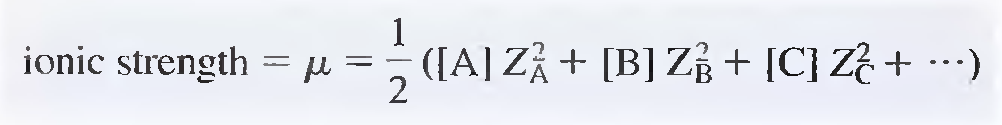 ionic strength = μ = 1/2 ([A] Z_A^2 + [B] Z_B^2 + [C] Z_C^2 + ···)